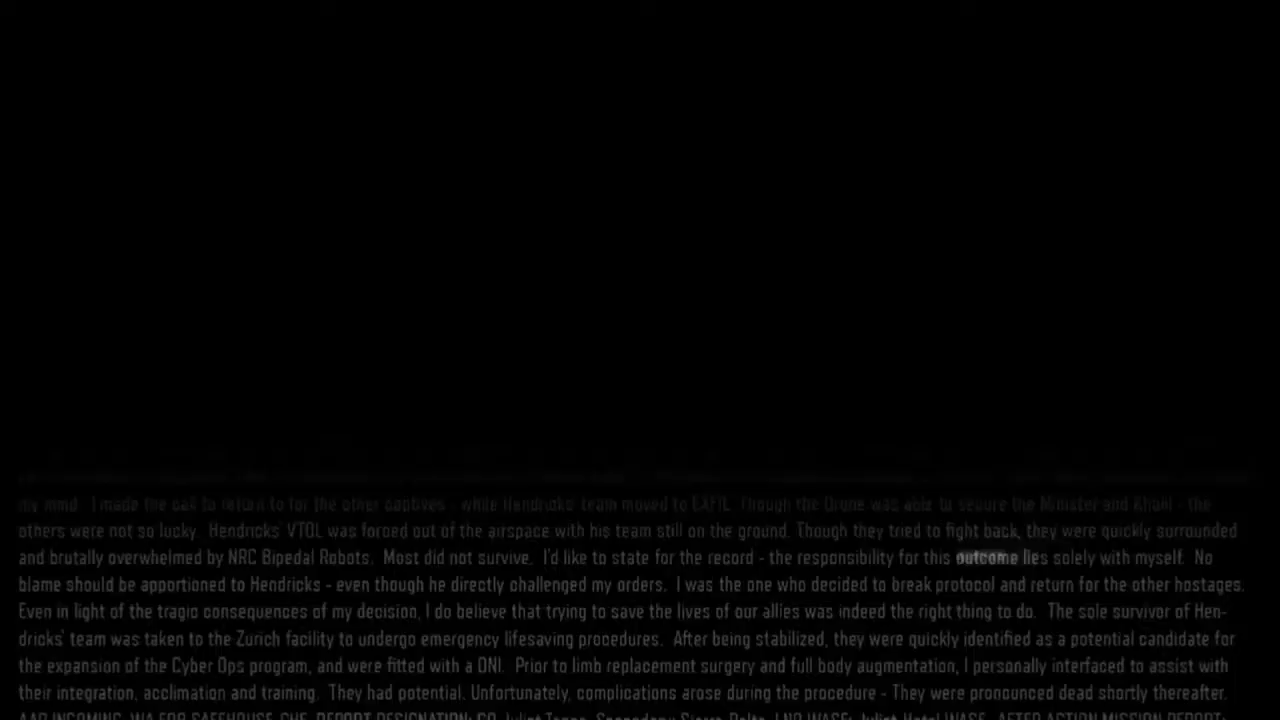 my mind. I made the call to return to for the other captives - while Hendricks' team moved to EXFIL. Though the Drone was able to secure the Minister and Khalil - the
others were not so lucky. Hendricks' VTOL was forced out of the airspace with his team still on the ground. Though they tried to fight back, they were quickly surrounded
and brutally overwhelmed by NRC Bipedal Robots. Most did not survive. I'd like to state for the record - the responsibility for this outcome lies solely with myself. No
blame should be apportioned to Hendricks - even though he directly challenged my orders. I was the one who decided to break protocol and return for the other hostages.
Even in light of the tragic consequences of my decision, I do believe that trying to save the lives of our allies was indeed the right thing to do. The sole survivor of Hen-
dricks' team was taken to the Zurich facility to undergo emergency lifesaving procedures. After being stabilized, they were quickly identified as a potential candidate for
the expansion of the Cyber Ops program, and were fitted with a DNI. Prior to limb replacement surgery and full body augmentation, I personally interfaced to assist with
their integration, acclimation and training. They had potential. Unfortunately, complications arose during the procedure - They were pronounced dead shortly thereafter.
AAR INCOMING, WA FOR SAFEHOUSE, REPORT DESIGNATION: AFTER ACTION MISSION REPORT: